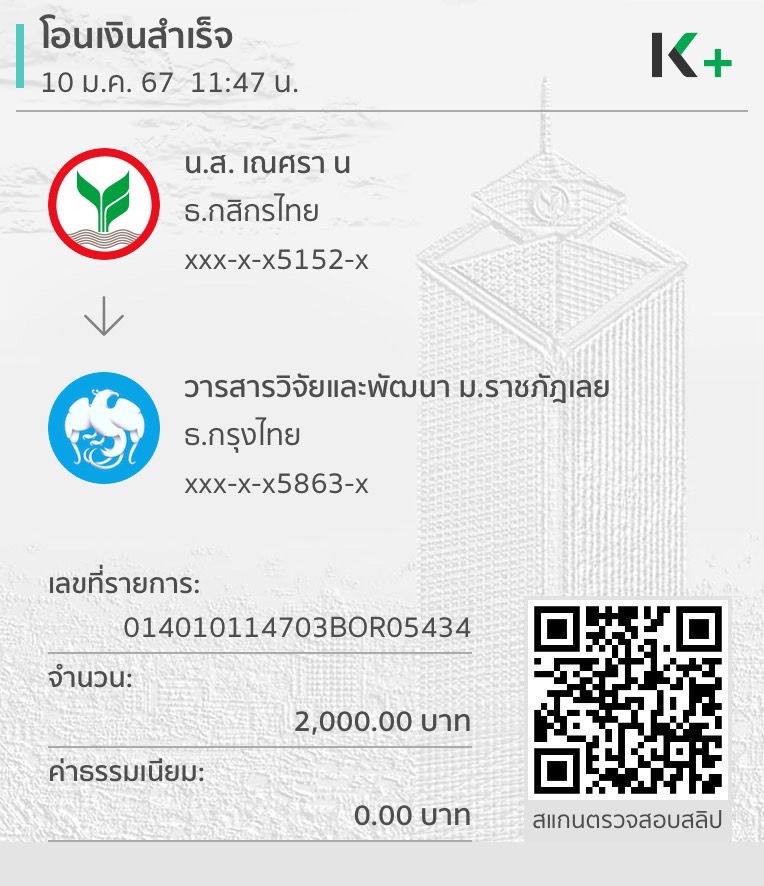 โอนเงินสำเร็จ
10 ม.ค. 67 11:47 น.
K+
น.ส. เณศรา น
ธ.กสิกรไทย
xxx-x-x5152-x
วารสารวิจัยและพัฒนา ม.ราชภัฏเลย
ธ.กรุงไทย
xxx-x-x5863-x
เลขที่รายการ:
014010114703BOR05434
จำนวน:
2,000.00 บาท
ค่าธรรมเนียม:
0.00 บาท
สแกนตรวจสอบสลิป